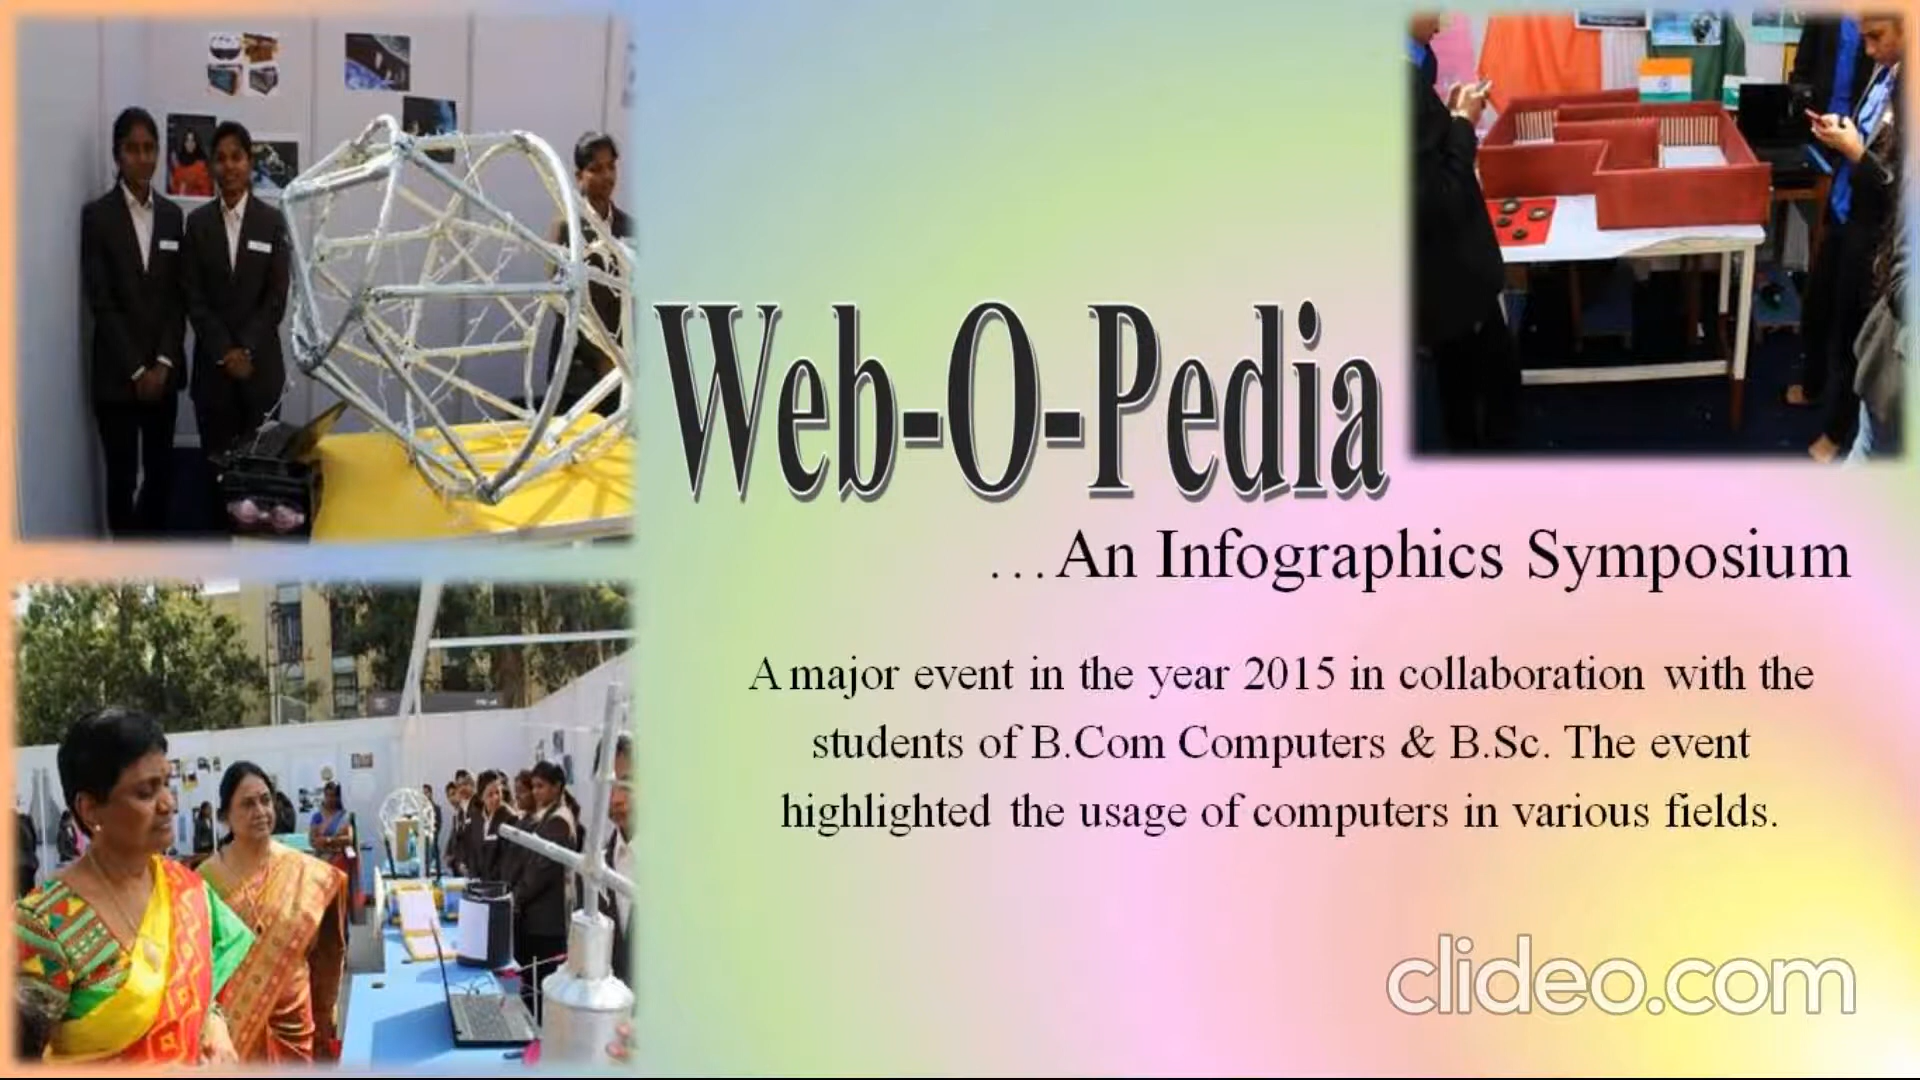 Web-O-Pedia
...An Infographics Symposium
A major event in the year 2015 in collaboration with the
students of B.Com Computers & B.Sc. The event
highlighted the usage of computers in various fields.
clideo.com